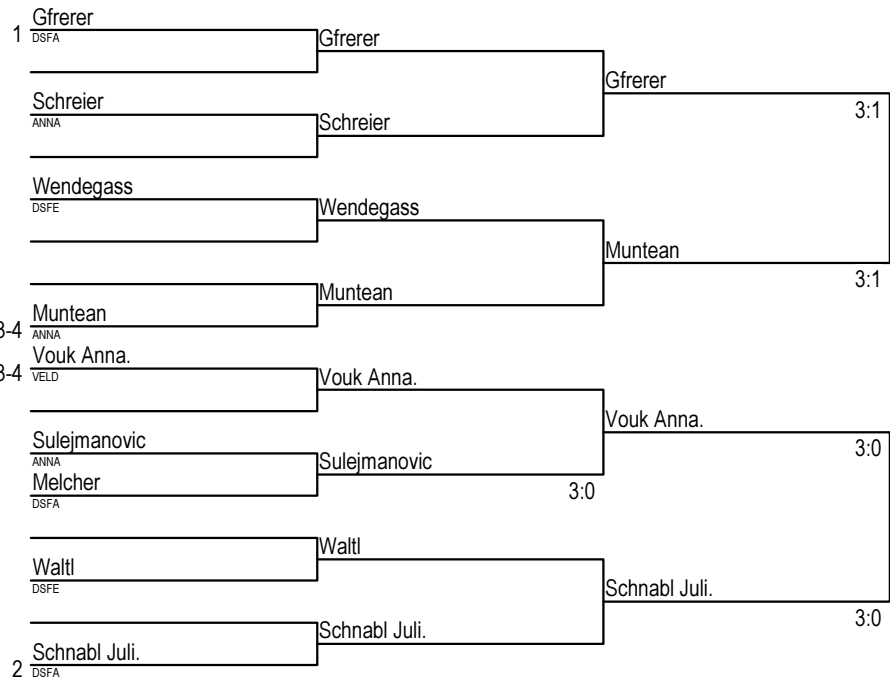 Gfrerer
1 DSFA
Gfrerer
Gfrerer
3:1
Schreier
ANNA
Schreier
Wendegass
DSFE
Wendegass
Muntean
3:1
Muntean
Muntean
3-4 ANNA
Vouk Anna.
3-4 VELD
Vouk Anna.
Vouk Anna.
3:0
Sulejmanovic
ANNA
Sulejmanovic
3:0
Melcher
DSFA
Waltl
Waltl
DSFE
Schnabl Juli.
3:0
Schnabl Juli.
Schnabl Juli.
2 DSFA